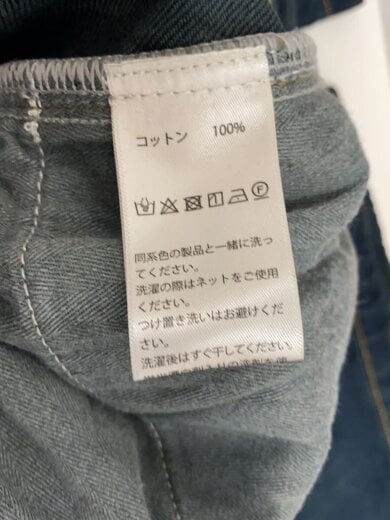 コットン 100%
同系色の製品と一緒に洗っ
てください。
洗濯の際はネットをご使用
ください。
つけ置き洗いはお避けくだ
さい。
洗濯後はすぐ干してください。